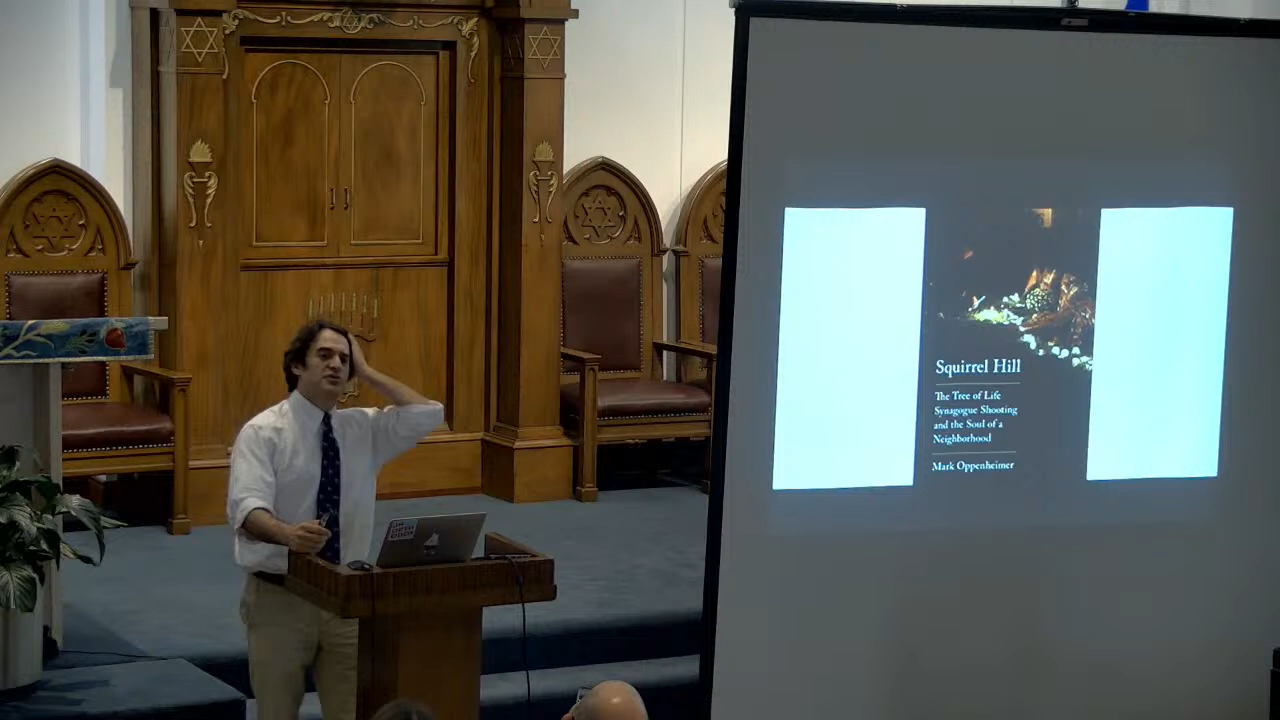 Squirrel Hill
The Tree of Life
Synagogue Shooting
and the Soul of a
Neighborhood
Mark Oppenheimer